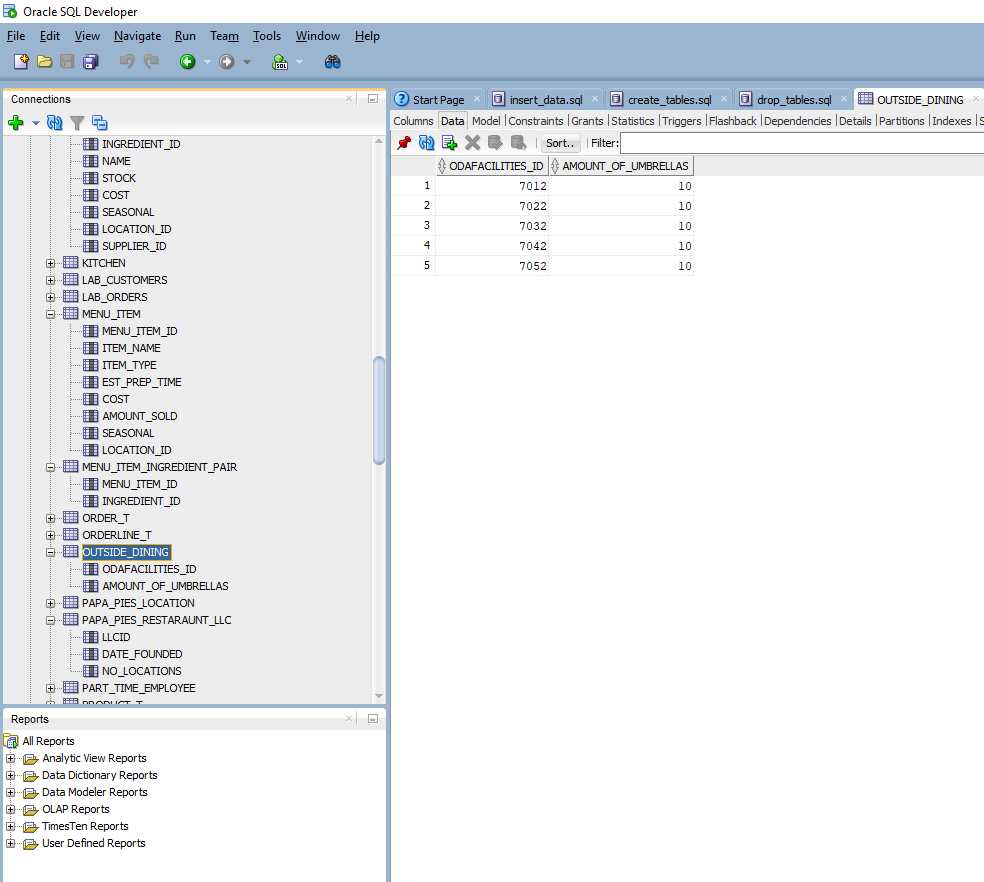 Oracle SQL Developer
File Edit View Navigate Run Team Tools Window Help
Connections
INGREDIENT_ID
NAME
STOCK
COST
SEASONAL
LOCATION_ID
SUPPLIER_ID
KITCHEN
LAB_CUSTOMERS
LAB_ORDERS
MENU_ITEM
MENU_ITEM_ID
ITEM_NAME
ITEM_TYPE
EST_PREP_TIME
COST
AMOUNT_SOLD
SEASONAL
LOCATION_ID
MENU_ITEM_INGREDIENT_PAIR
MENU_ITEM_ID
INGREDIENT_ID
ORDER_T
ORDERLINE_T
OUTSIDE_DINING
ODAFACILITIES_ID
AMOUNT_OF_UMBRELLAS
PAPA_PIES_LOCATION
PAPA_PIES_RESTARAUNT_LLC
LLCID
DATE_FOUNDED
NO_LOCATIONS
PART_TIME_EMPLOYEE
Reports
All Reports
Analytic View Reports
Data Dictionary Reports
Data Modeler Reports
OLAP Reports
TimesTen Reports
User Defined Reports
Start Page insert_data.sql create_tables.sql drop_tables.sql OUTSIDE_DINING
Columns Data Model Constraints Grants Statistics Triggers Flashback Dependencies Details Partitions Indexes
Sort.. Filter:
ODAFACILITIES_ID AMOUNT_OF_UMBRELLAS
1 7012 10
2 7022 10
3 7032 10
4 7042 10
5 7052 10